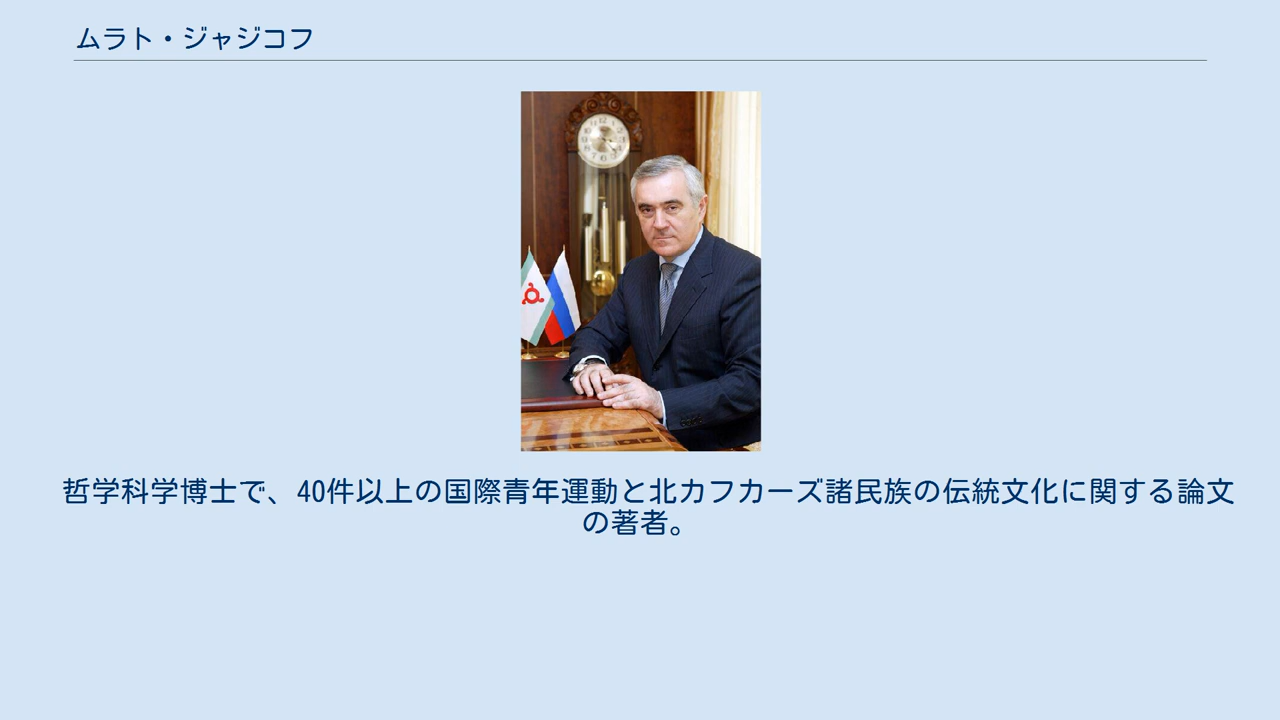 ムラト・ジャジコフ
哲学科学博士で、40件以上の国際青年運動と北カフカーズ諸民族の伝統文化に関する論文
の著者。